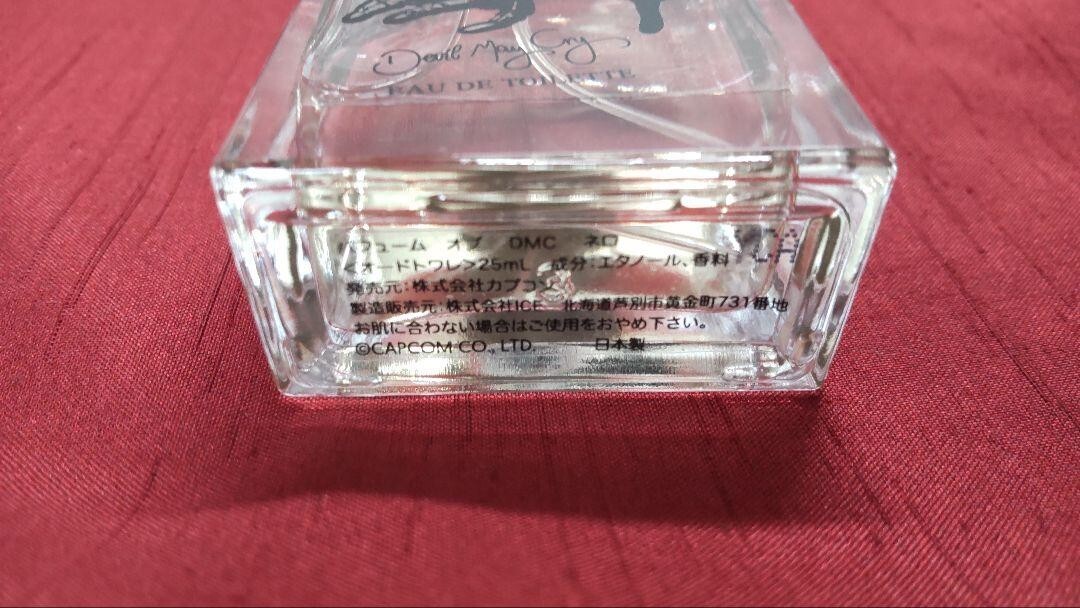 Devil May Cry
EAU DE TOILETTE
パフューム オブ DMC ネロ
<オードトワレ>25mL 成分:エタノール、香料
発売元:株式会社カプコン
製造販売元:株式会社ICE 北海道芦別市黄金町731番地
お肌に合わない場合はご使用をおやめ下さい。
©CAPCOM CO., LTD. 日本製